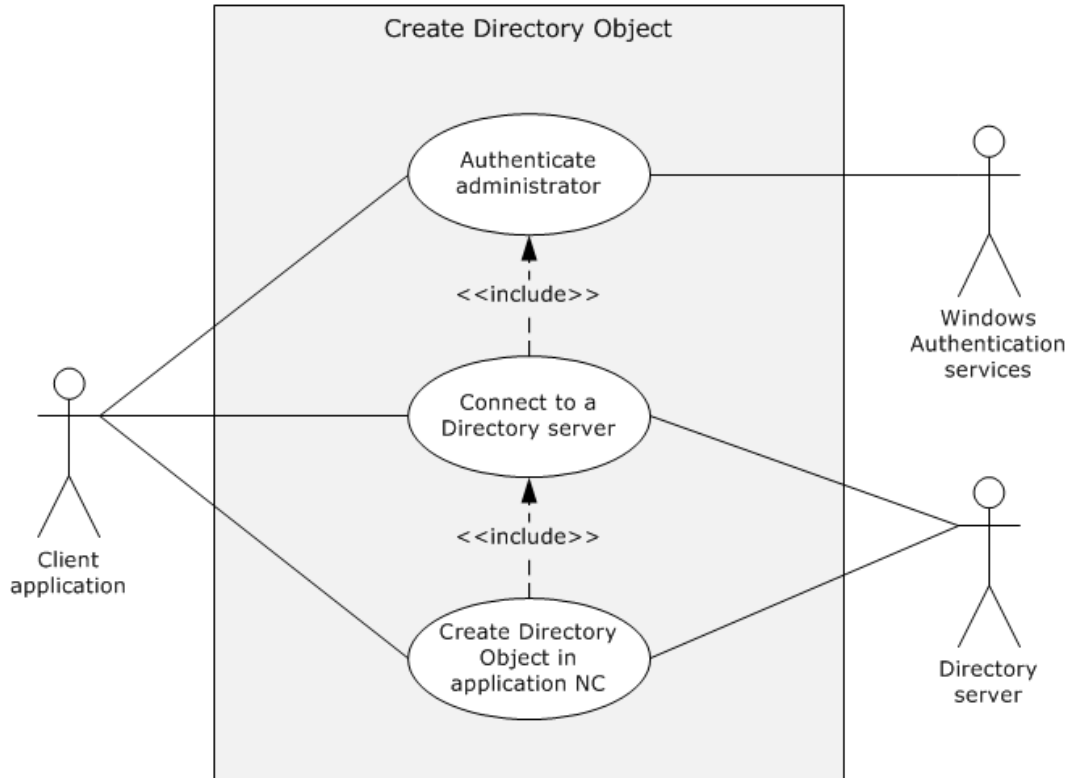 Create Directory Object
Authenticate
administrator
<<include>>
Windows
Authentication
services
Connect to a
Directory server
<<include>>
Client
application
Create Directory
Object in
application NC
Directory
server